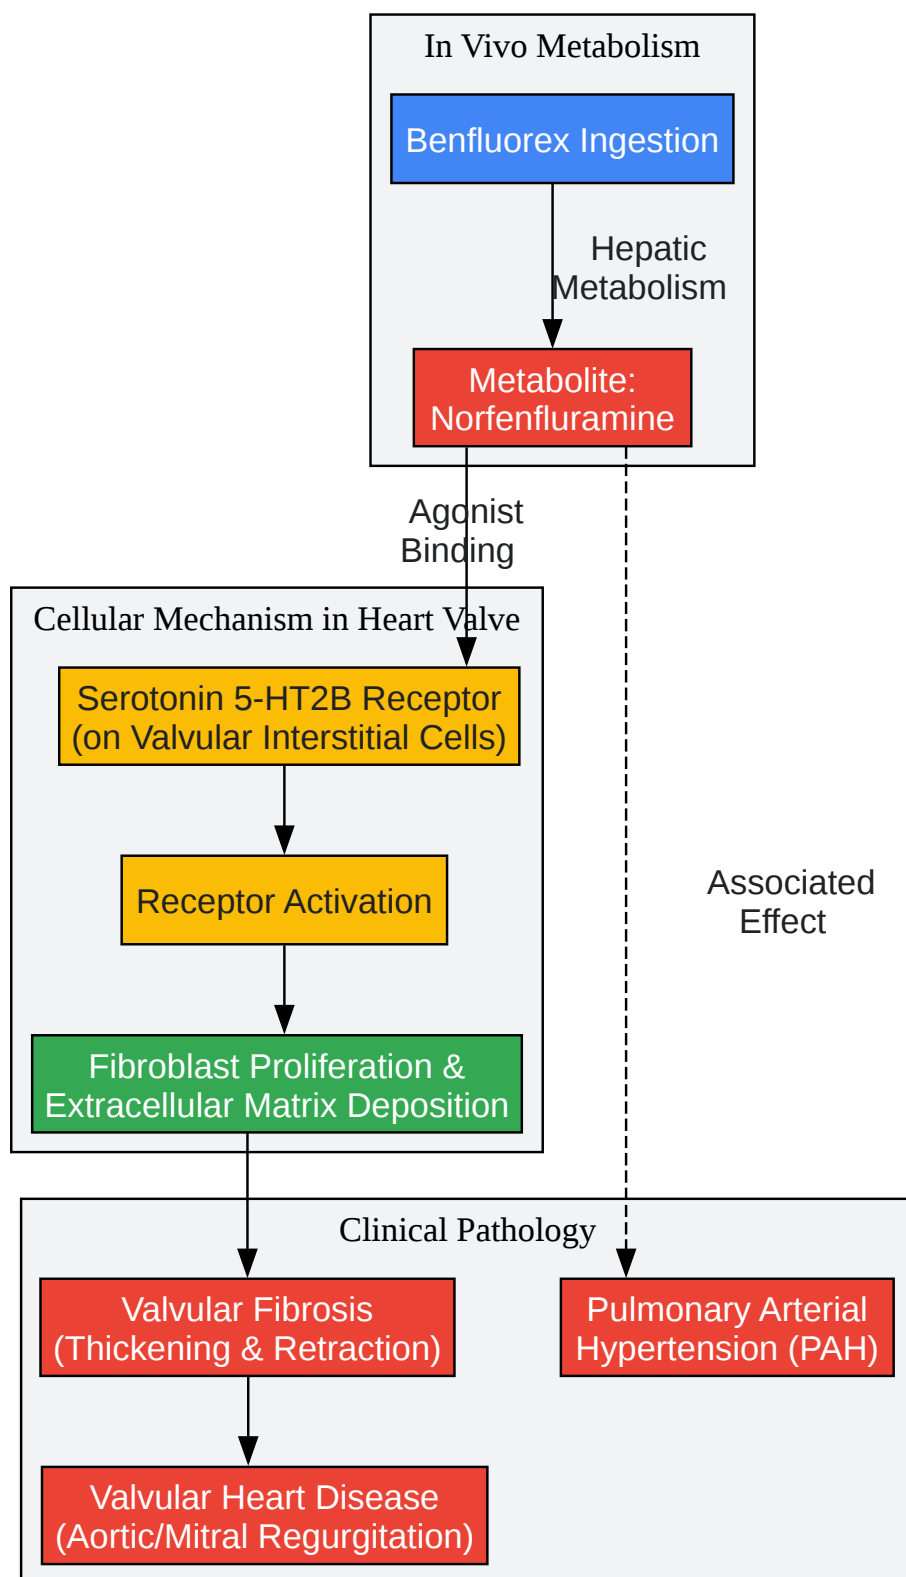 In Vivo Metabolism
Benfluorex Ingestion
Hepatic
Metabolism
Metabolite:
Norfenfluramine
Agonist
Binding
Cellular Mechanism in Heart Valve
Serotonin 5-HT2B Receptor
(on Valvular Interstitial Cells)
Receptor Activation
Associated
Effect
Fibroblast Proliferation &
Extracellular Matrix Deposition
Clinical Pathology
Valvular Fibrosis
(Thickening & Retraction)
Pulmonary Arterial
Hypertension (PAH)
Valvular Heart Disease
(Aortic/Mitral Regurgitation)